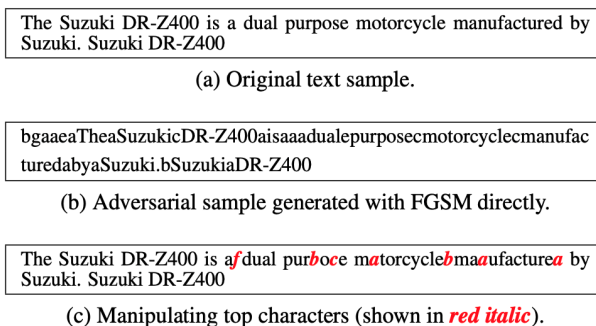 The Suzuki DR-Z400 is a dual purpose motorcycle manufactured by
Suzuki. Suzuki DR-Z400
(a) Original text sample.
bgaaeaTheaSuzukicDR-Z400aisaaadualepurposecmotorcyclecmanufac
turedabyaSuzuki.bSuzukiaDR-Z400
(b) Adversarial sample generated with FGSM directly.
The Suzuki DR-Z400 is afdual purboce matorcyclebmaaufacturea by
Suzuki. Suzuki DR-Z400
(c) Manipulating top characters (shown in red italic).